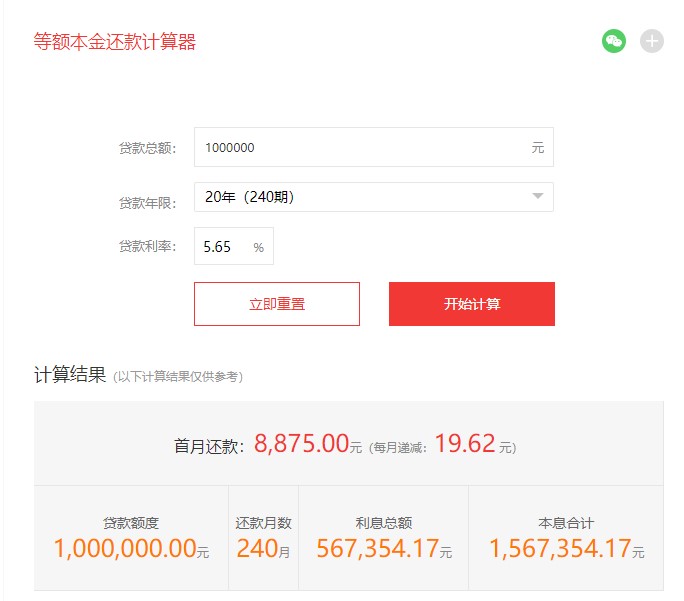 等额本金还款计算器
贷款总额: 1000000 元
贷款年限: 20年（240期）
贷款利率: 5.65 %
立即重置 开始计算
计算结果 (以下计算结果仅供参考)
首月还款: 8,875.00元 (每月递减: 19.62 元)
贷款额度 还款月数 利息总额 本息合计
1,000,000.00元 240月 567,354.17元 1,567,354.17元